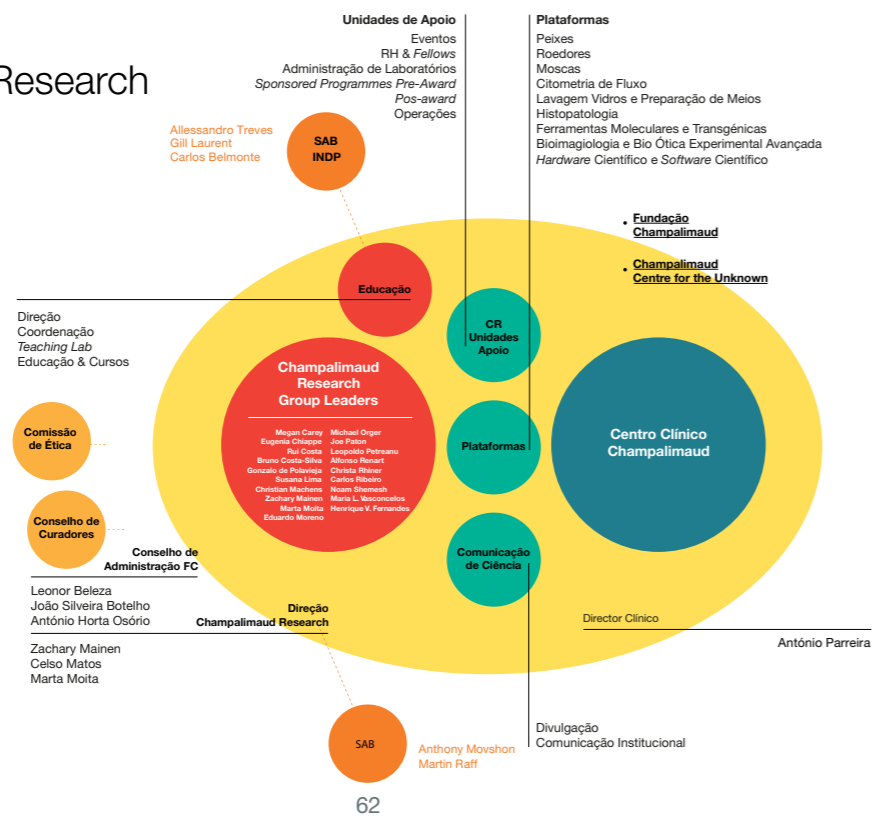 Research
Unidades de Apoio
Eventos
RH & Fellows
Administração de Laboratórios
Sponsored Programmes Pre-Award
Pos-award
Operações
Plataformas
Peixes
Roedores
Moscas
Citometria de Fluxo
Lavagem Vidros e Preparação de Meios
Histopatologia
Ferramentas Moleculares e Transgénicas
Bioimagiologia e Bio Ótica Experimental Avançada
Hardware Científico e Software Científico
Allessandro Treves
Gill Laurent
Carlos Belmonte
SAB
INDP
• Fundação
Champalimaud
• Champalimaud
Centre for the Unknown
Educação
Direção
Coordenação
Teaching Lab
Educação & Cursos
CR
Unidades
Apoio
Champalimaud
Research
Group Leaders
Megan Carey Michael Orger
Eugenia Chiappe Joe Paton
Rui Costa Leopoldo Petreanu
Bruno Costa-Silva Alfonso Renart
Gonzalo de Polavieja Christa Rhiner
Susana Lima Carlos Ribeiro
Christian Machens Noam Shemesh
Zachary Mainen Maria L. Vasconcelos
Marta Moita Henrique V. Fernandes
Eduardo Moreno
Plataformas
Centro Clínico
Champalimaud
Comissão
de Ética
Conselho de
Curadores
Comunicação
de Ciência
Conselho de
Administração FC
Leonor Beleza
João Silveira Botelho
António Horta Osório
Direção
Champalimaud Research
Zachary Mainen
Celso Matos
Marta Moita
Director Clínico
António Parreira
SAB
Anthony Movshon
Martin Raff
Divulgação
Comunicação Institucional
62